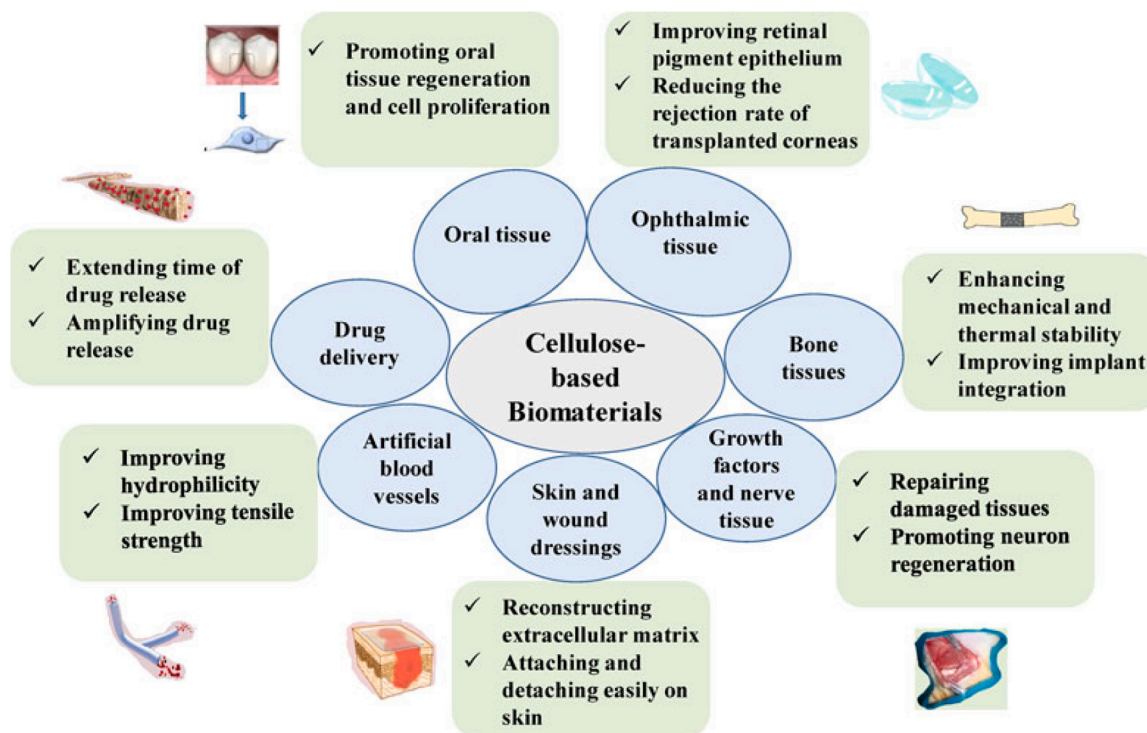 ✓ Promoting oral
tissue regeneration
and cell proliferation
✓ Improving retinal
pigment epithelium
✓ Reducing the
rejection rate of
transplanted corneas
Oral tissue
Ophthalmic
tissue
✓ Extending time of
drug release
✓ Amplifying drug
release
Drug
delivery
Cellulose-
based
Biomaterials
Bone
tissues
✓ Enhancing
mechanical and
thermal stability
✓ Improving implant
integration
✓ Improving
hydrophilicity
✓ Improving tensile
strength
Artificial
blood
vessels
Skin and
wound
dressings
Growth
factors
and nerve
tissue
✓ Repairing
damaged tissues
✓ Promoting neuron
regeneration
✓ Reconstructing
extracellular matrix
✓ Attaching and
detaching easily on
skin